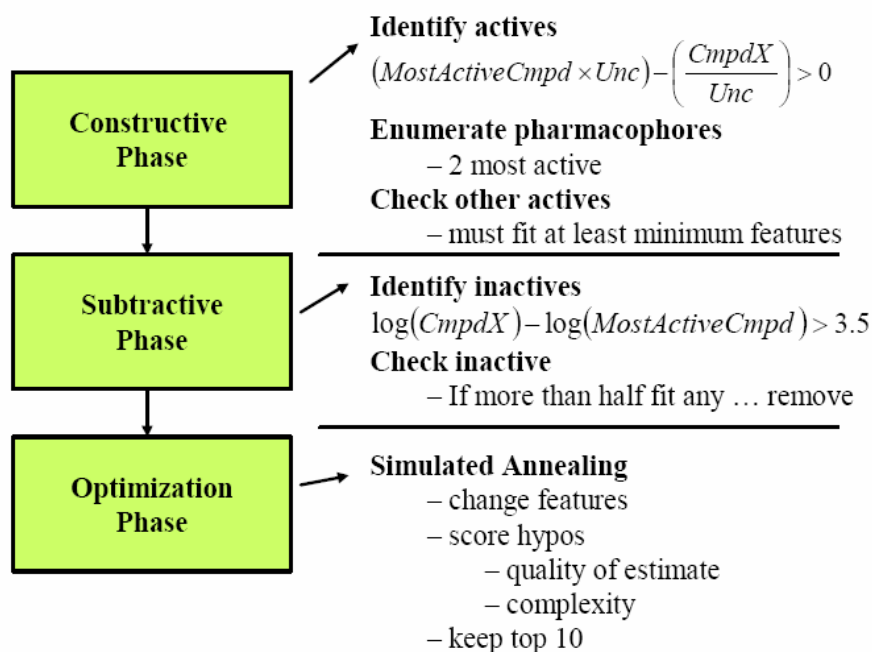 Constructive
Phase
Identify actives
(MostActiveCmpd × Unc) − (CmpdX / Unc) > 0
Enumerate pharmacophores
– 2 most active
Check other actives
– must fit at least minimum features
Subtractive
Phase
Identify inactives
log(CmpdX) − log(MostActiveCmpd) > 3.5
Check inactive
– If more than half fit any … remove
Optimization
Phase
Simulated Annealing
– change features
– score hypos
– quality of estimate
– complexity
– keep top 10